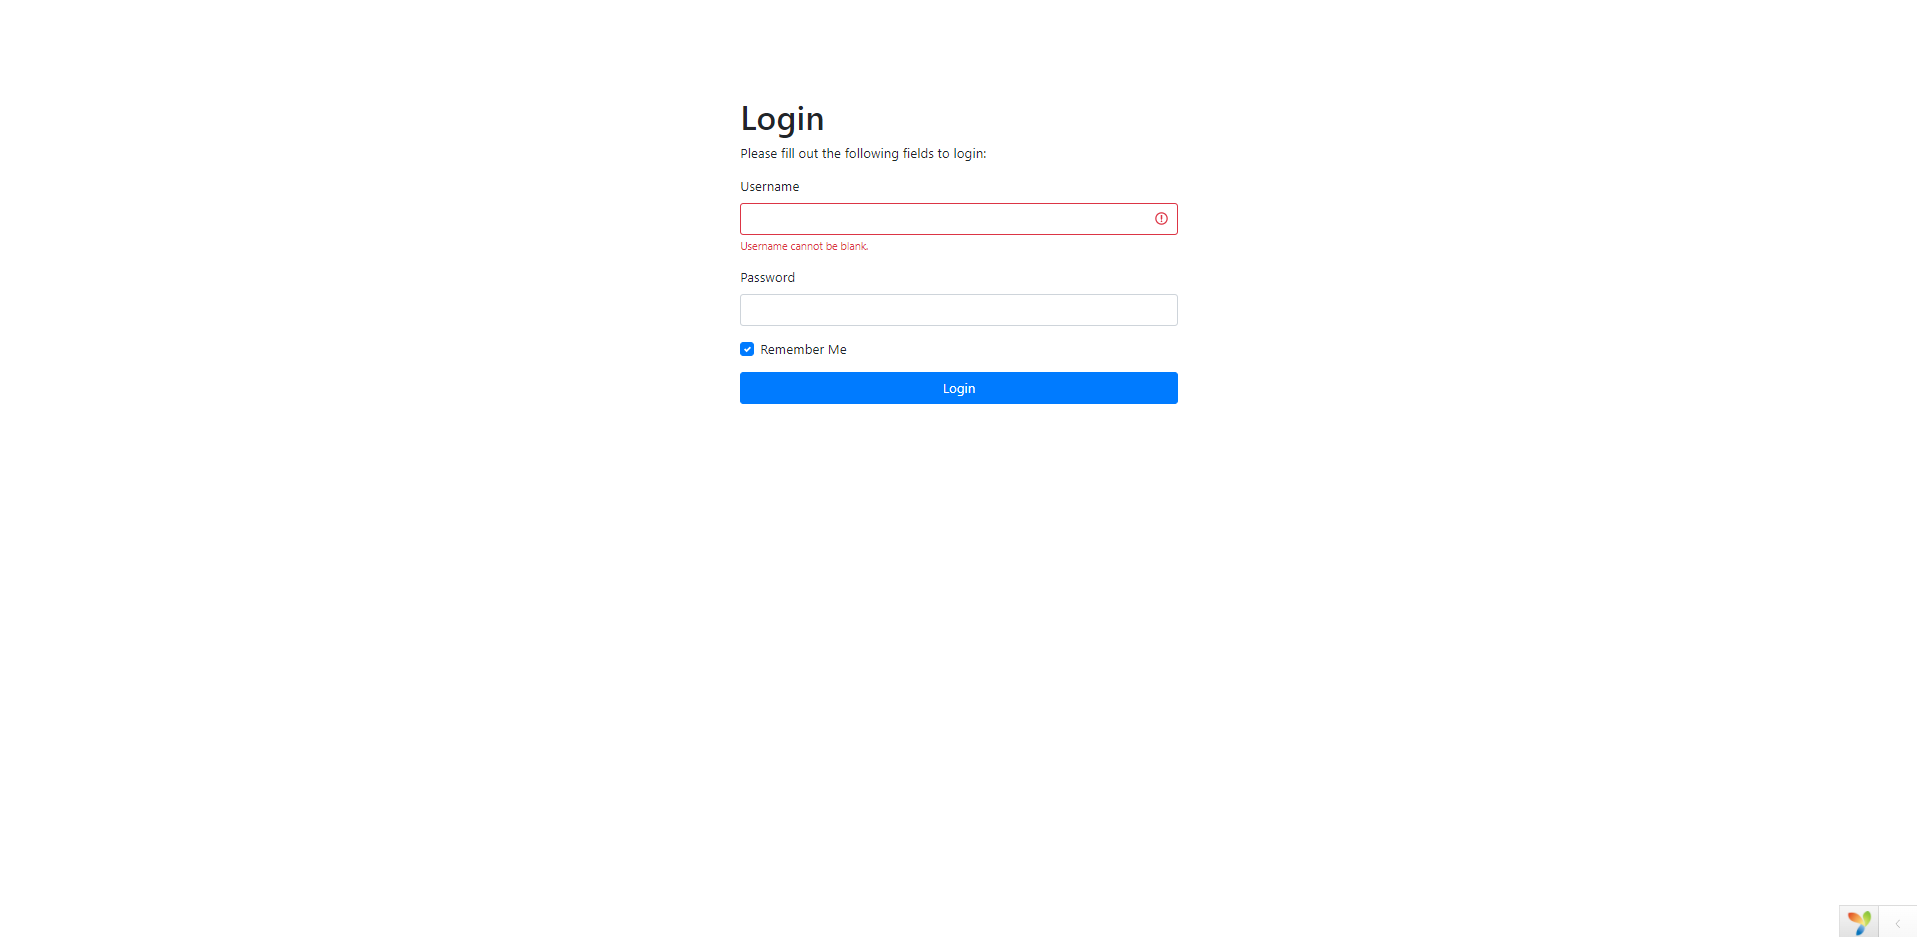 Login
Please fill out the following fields to login:
Username
Username cannot be blank.
Password
Remember Me
Login